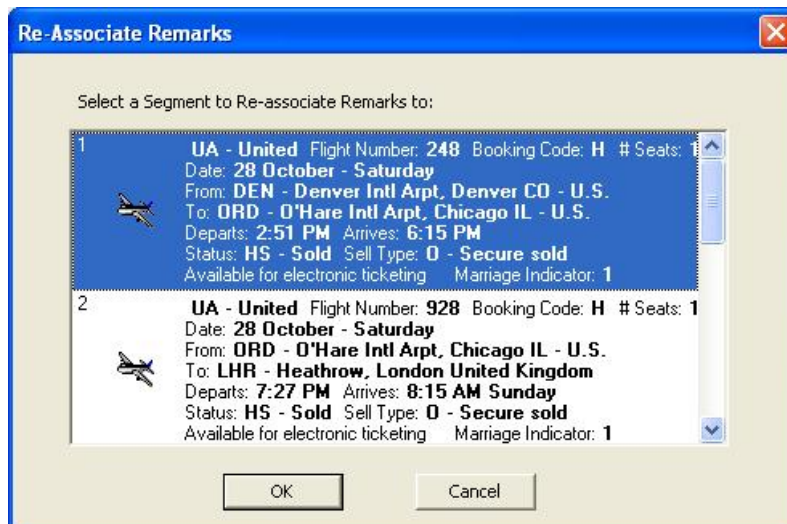 Re-Associate Remarks
Select a Segment to Re-associate Remarks to:
1
UA - United Flight Number: 248 Booking Code: H # Seats: 1
Date: 28 October - Saturday
From: DEN - Denver Intl Arpt, Denver CO - U.S.
To: ORD - O'Hare Intl Arpt, Chicago IL - U.S.
Departs: 2:51 PM Arrives: 6:15 PM
Status: HS - Sold Sell Type: O - Secure sold
Available for electronic ticketing Marriage Indicator: 1
2
UA - United Flight Number: 928 Booking Code: H # Seats: 1
Date: 28 October - Saturday
From: ORD - O'Hare Intl Arpt, Chicago IL - U.S.
To: LHR - Heathrow, London United Kingdom
Departs: 7:27 PM Arrives: 8:15 AM Sunday
Status: HS - Sold Sell Type: O - Secure sold
Available for electronic ticketing Marriage Indicator: 1
OK Cancel